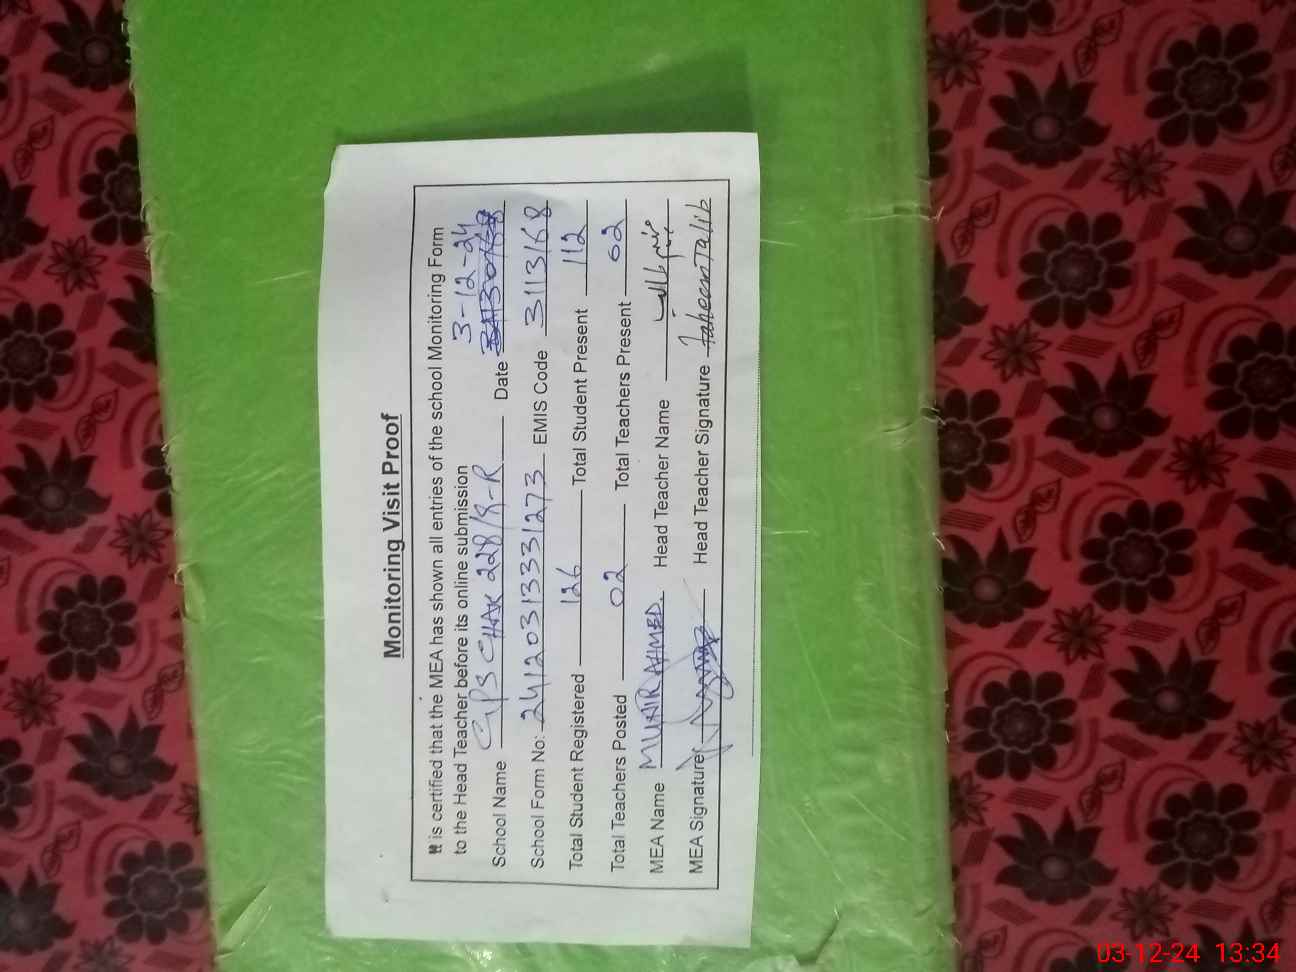 Monitoring Visit Proof
It is certified that the MEA has shown all entries of the school Monitoring Form
to the Head Teacher before its online submission
3-12-24
School Name GPS CHAK 228/8-R Date
School Form No: 24120313331273 EMIS Code 31113168
Total Student Registered 126 Total Student Present 112
Total Teachers Posted 02 Total Teachers Present 02
MEA Name MUNIR AHMED. Head Teacher Name
MEA Signature Head Teacher Signature
03-12-24 13:34